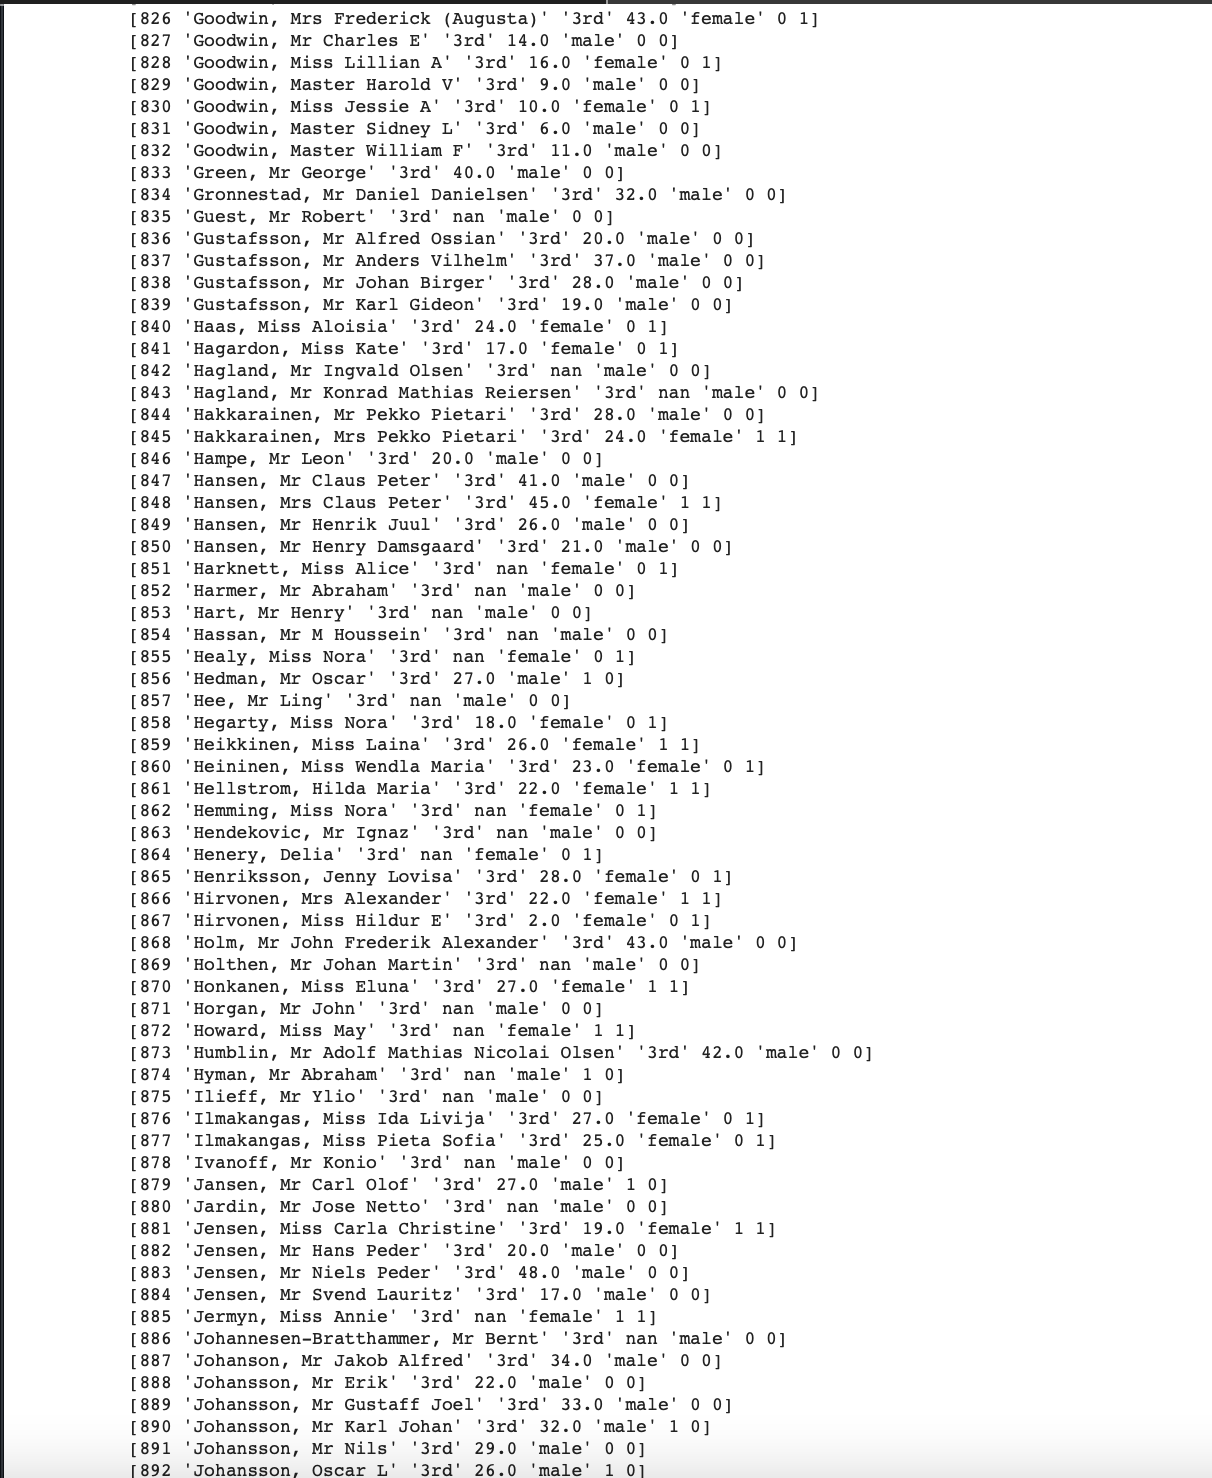 [826 'Goodwin, Mrs Frederick (Augusta)' '3rd' 43.0 'female' 0 1]
[827 'Goodwin, Mr Charles E' '3rd' 14.0 'male' 0 0]
[828 'Goodwin, Miss Lillian A' '3rd' 16.0 'female' 0 1]
[829 'Goodwin, Master Harold V' '3rd' 9.0 'male' 0 0]
[830 'Goodwin, Miss Jessie A' '3rd' 10.0 'female' 0 1]
[831 'Goodwin, Master Sidney L' '3rd' 6.0 'male' 0 0]
[832 'Goodwin, Master William F' '3rd' 11.0 'male' 0 0]
[833 'Green, Mr George' '3rd' 40.0 'male' 0 0]
[834 'Gronnestad, Mr Daniel Danielsen' '3rd' 32.0 'male' 0 0]
[835 'Guest, Mr Robert' '3rd' nan 'male' 0 0]
[836 'Gustafsson, Mr Alfred Ossian' '3rd' 20.0 'male' 0 0]
[837 'Gustafsson, Mr Anders Vilhelm' '3rd' 37.0 'male' 0 0]
[838 'Gustafsson, Mr Johan Birger' '3rd' 28.0 'male' 0 0]
[839 'Gustafsson, Mr Karl Gideon' '3rd' 19.0 'male' 0 0]
[840 'Haas, Miss Aloisia' '3rd' 24.0 'female' 0 1]
[841 'Hagardon, Miss Kate' '3rd' 17.0 'female' 0 1]
[842 'Hagland, Mr Ingvald Olsen' '3rd' nan 'male' 0 0]
[843 'Hagland, Mr Konrad Mathias Reiersen' '3rd' nan 'male' 0 0]
[844 'Hakkarainen, Mr Pekko Pietari' '3rd' 28.0 'male' 0 0]
[845 'Hakkarainen, Mrs Pekko Pietari' '3rd' 24.0 'female' 1 1]
[846 'Hampe, Mr Leon' '3rd' 20.0 'male' 0 0]
[847 'Hansen, Mr Claus Peter' '3rd' 41.0 'male' 0 0]
[848 'Hansen, Mrs Claus Peter' '3rd' 45.0 'female' 1 1]
[849 'Hansen, Mr Henrik Juul' '3rd' 26.0 'male' 0 0]
[850 'Hansen, Mr Henry Damsgaard' '3rd' 21.0 'male' 0 0]
[851 'Harknett, Miss Alice' '3rd' nan 'female' 0 1]
[852 'Harmer, Mr Abraham' '3rd' nan 'male' 0 0]
[853 'Hart, Mr Henry' '3rd' nan 'male' 0 0]
[854 'Hassan, Mr M Houssein' '3rd' nan 'male' 0 0]
[855 'Healy, Miss Nora' '3rd' nan 'female' 0 1]
[856 'Hedman, Mr Oscar' '3rd' 27.0 'male' 1 0]
[857 'Hee, Mr Ling' '3rd' nan 'male' 0 0]
[858 'Hegarty, Miss Nora' '3rd' 18.0 'female' 0 1]
[859 'Heikkinen, Miss Laina' '3rd' 26.0 'female' 1 1]
[860 'Heininen, Miss Wendla Maria' '3rd' 23.0 'female' 0 1]
[861 'Hellstrom, Hilda Maria' '3rd' 22.0 'female' 1 1]
[862 'Hemming, Miss Nora' '3rd' nan 'female' 0 1]
[863 'Hendekovic, Mr Ignaz' '3rd' nan 'male' 0 0]
[864 'Henery, Delia' '3rd' nan 'female' 0 1]
[865 'Henriksson, Jenny Lovisa' '3rd' 28.0 'female' 0 1]
[866 'Hirvonen, Mrs Alexander' '3rd' 22.0 'female' 1 1]
[867 'Hirvonen, Miss Hildur E' '3rd' 2.0 'female' 0 1]
[868 'Holm, Mr John Frederik Alexander' '3rd' 43.0 'male' 0 0]
[869 'Holthen, Mr Johan Martin' '3rd' nan 'male' 0 0]
[870 'Honkanen, Miss Eluna' '3rd' 27.0 'female' 1 1]
[871 'Horgan, Mr John' '3rd' nan 'male' 0 0]
[872 'Howard, Miss May' '3rd' nan 'female' 1 1]
[873 'Humblin, Mr Adolf Mathias Nicolai Olsen' '3rd' 42.0 'male' 0 0]
[874 'Hyman, Mr Abraham' '3rd' nan 'male' 1 0]
[875 'Ilieff, Mr Ylio' '3rd' nan 'male' 0 0]
[876 'Ilmakangas, Miss Ida Livija' '3rd' 27.0 'female' 0 1]
[877 'Ilmakangas, Miss Pieta Sofia' '3rd' 25.0 'female' 0 1]
[878 'Ivanoff, Mr Konio' '3rd' nan 'male' 0 0]
[879 'Jansen, Mr Carl Olof' '3rd' 27.0 'male' 1 0]
[880 'Jardin, Mr Jose Netto' '3rd' nan 'male' 0 0]
[881 'Jensen, Miss Carla Christine' '3rd' 19.0 'female' 1 1]
[882 'Jensen, Mr Hans Peder' '3rd' 20.0 'male' 0 0]
[883 'Jensen, Mr Niels Peder' '3rd' 48.0 'male' 0 0]
[884 'Jensen, Mr Svend Lauritz' '3rd' 17.0 'male' 0 0]
[885 'Jermyn, Miss Annie' '3rd' nan 'female' 1 1]
[886 'Johannesen-Bratthammer, Mr Bernt' '3rd' nan 'male' 0 0]
[887 'Johanson, Mr Jakob Alfred' '3rd' 34.0 'male' 0 0]
[888 'Johansson, Mr Erik' '3rd' 22.0 'male' 0 0]
[889 'Johansson, Mr Gustaff Joel' '3rd' 33.0 'male' 0 0]
[890 'Johansson, Mr Karl Johan' '3rd' 32.0 'male' 1 0]
[891 'Johansson, Mr Nils' '3rd' 29.0 'male' 0 0]
[892 'Johansson, Oscar L' '3rd' 26.0 'male' 1 0]